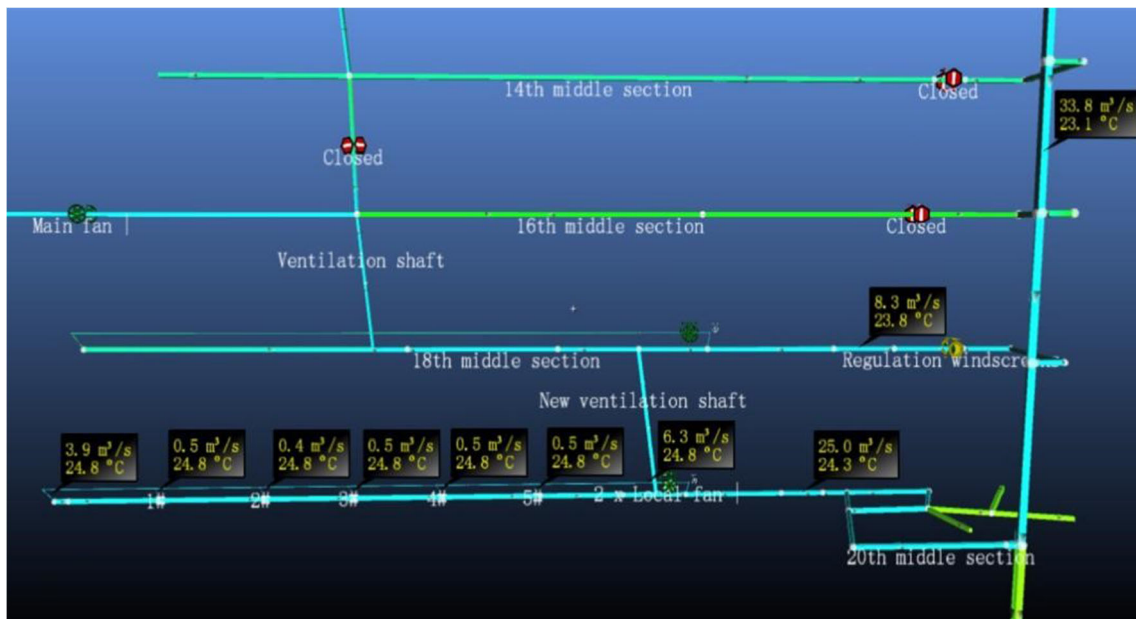 14th middle section
Closed
33.8 m³/s
23.1 °C
Closed
Main fan
16th middle section
Closed
Ventilation shaft
8.3 m³/s
23.8 °C
18th middle section
Regulation windscre
New ventilation shaft
3.9 m³/s
24.8 °C
0.5 m³/s
24.8 °C
0.4 m³/s
24.8 °C
0.5 m³/s
24.8 °C
0.5 m³/s
24.8 °C
0.5 m³/s
24.8 °C
6.3 m³/s
24.8 °C
25.0 m³/s
24.3 °C
1#
2#
3#
4#
5#
2 x Local fan
20th middle section